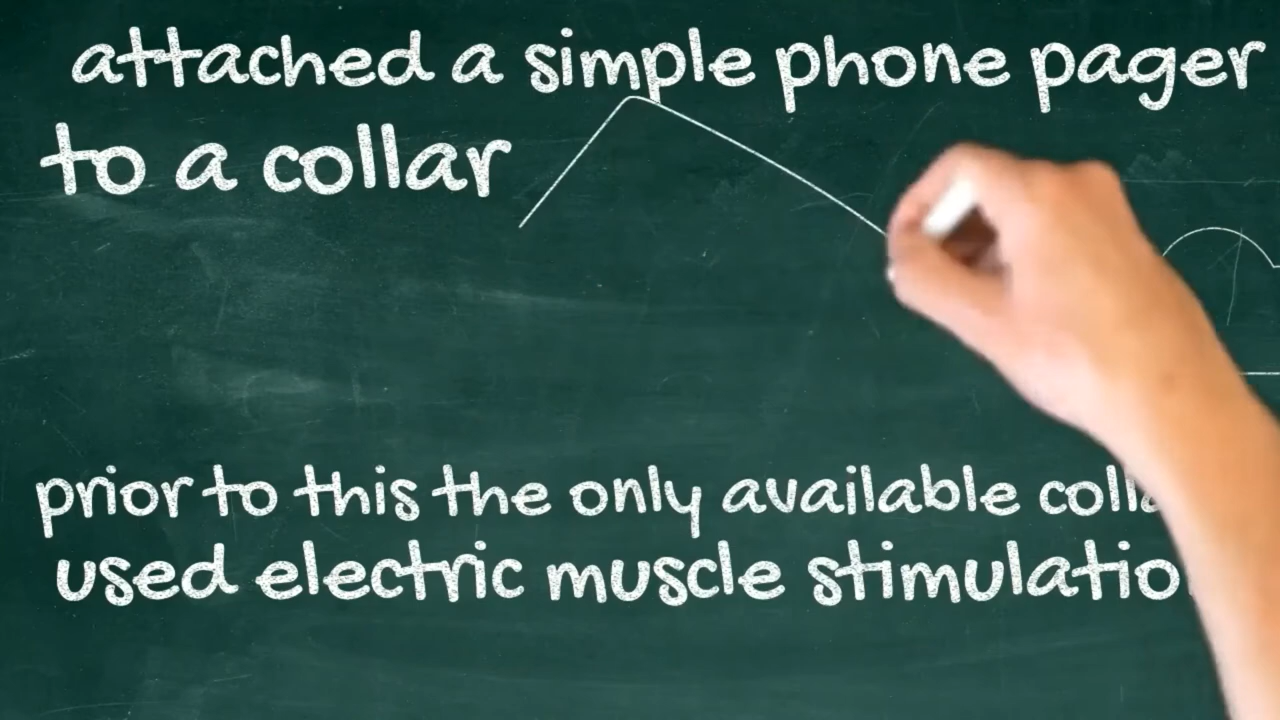 attached a simple phone pager
to a collar
prior to this the only available
used electric muscle